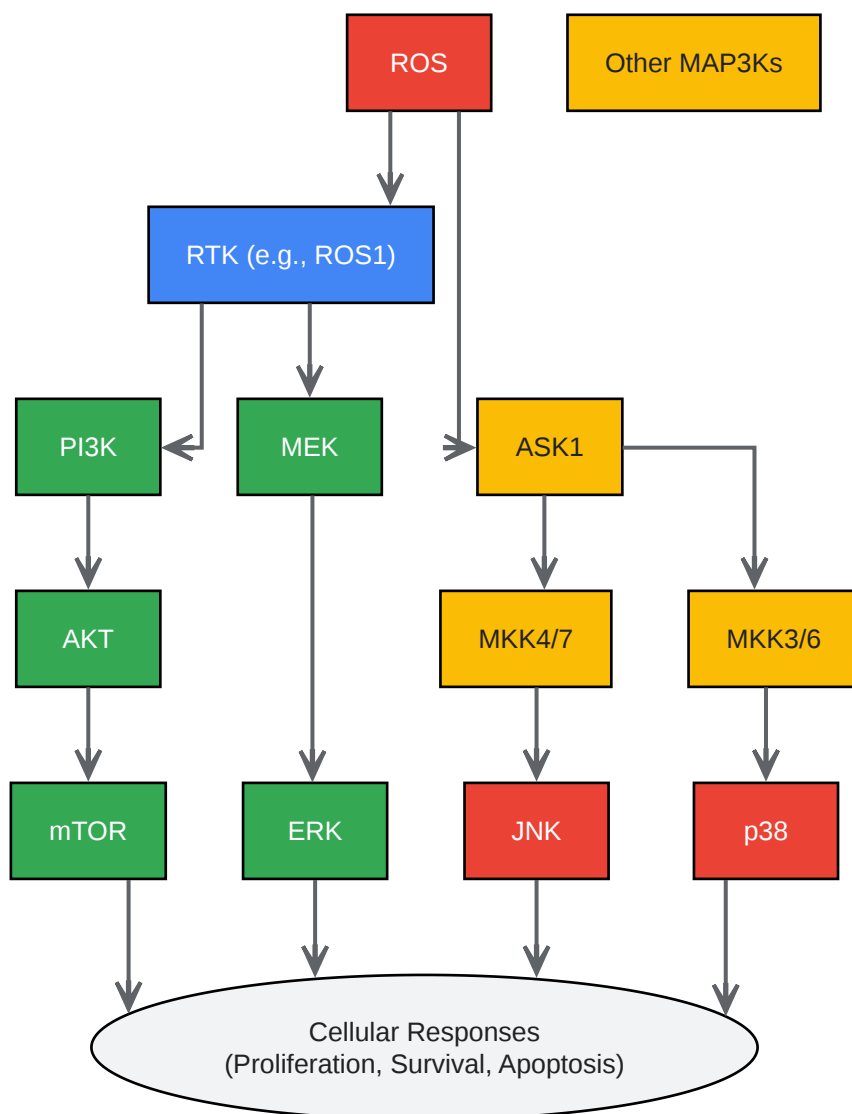 ROS
Other MAP3Ks
RTK (e.g., ROS1)
PI3K
MEK
ASK1
AKT
MKK4/7
MKK3/6
mTOR
ERK
JNK
p38
Cellular Responses
(Proliferation, Survival, Apoptosis)